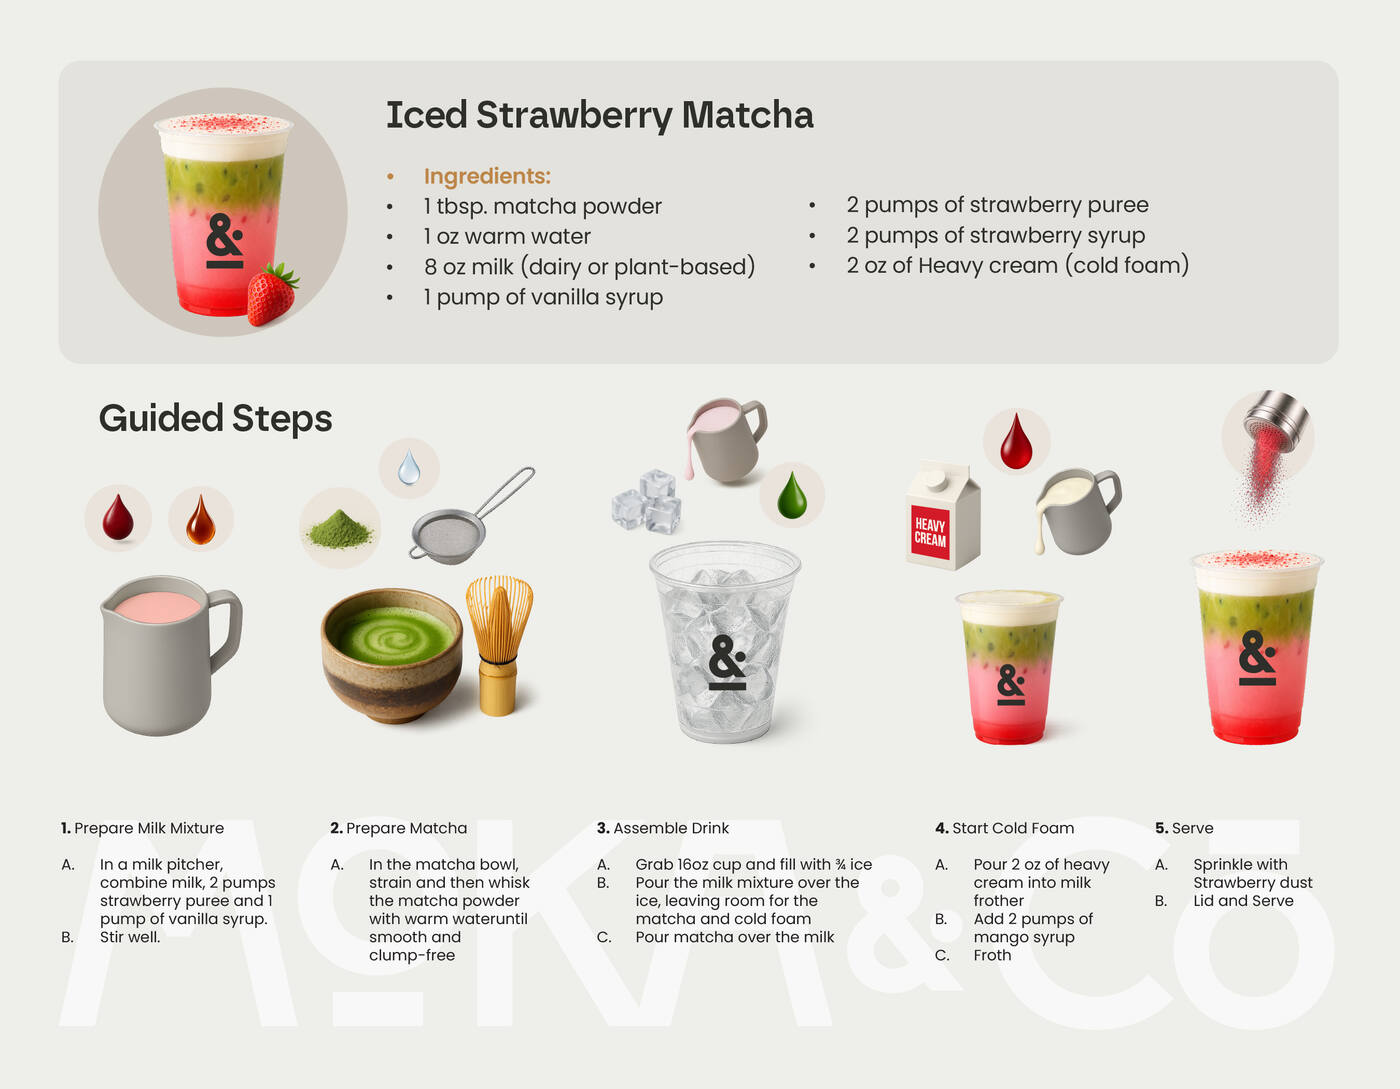 Iced Strawberry Matcha
• Ingredients:
• 1 tbsp. matcha powder
• 1 oz warm water
• 8 oz milk (dairy or plant-based)
• 1 pump of vanilla syrup
• 2 pumps of strawberry puree
• 2 pumps of strawberry syrup
• 2 oz of Heavy cream (cold foam)
&
Guided Steps
HEAVY
CREAM
&
&
&
1. Prepare Milk Mixture
A. In a milk pitcher,
combine milk, 2 pumps
strawberry puree and 1
pump of vanilla syrup.
B. Stir well.
2. Prepare Matcha
A. In the matcha bowl,
strain and then whisk
the matcha powder
with warm wateruntil
smooth and
clump-free
3. Assemble Drink
A. Grab 16oz cup and fill with ¾ ice
B. Pour the milk mixture over the
ice, leaving room for the
matcha and cold foam
C. Pour matcha over the milk
4. Start Cold Foam
A. Pour 2 oz of heavy
cream into milk
frother
B. Add 2 pumps of
mango syrup
C. Froth
5. Serve
A. Sprinkle with
Strawberry dust
B. Lid and Serve
MoKA & Cō